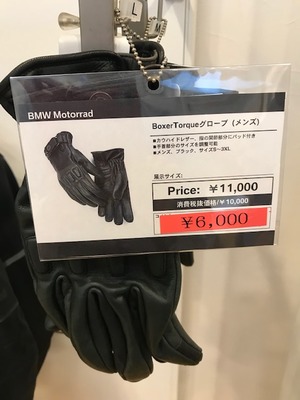 L
BMW Motorrad
BoxerTorqueグローブ (メンズ)
■カウハイドレザー、指の関節部分にパッド付き
■手首部分のサイズを調整可能
■メンズ、ブラック、サイズS~3XL
展示サイズ:
Price: ￥11,000
消費税抜価格/￥10,000
￥6,000